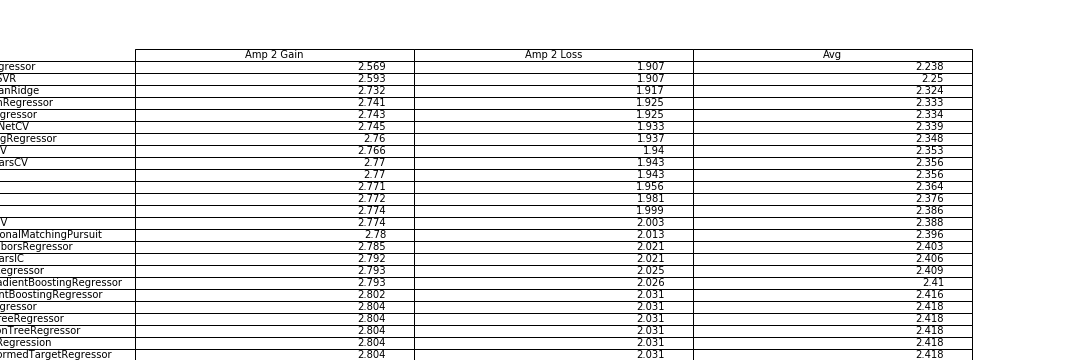 Amp 2 Gain Amp 2 Loss Avg
gressor 2.569 1.907 2.238
SVR 2.593 1.907 2.25
anRidge 2.732 1.917 2.324
nRegressor 2.741 1.925 2.333
gressor 2.743 1.925 2.334
NetCV 2.745 1.933 2.339
gRegressor 2.76 1.937 2.348
V 2.766 1.94 2.353
arsCV 2.77 1.943 2.356
2.77 1.943 2.356
2.771 1.956 2.364
2.772 1.981 2.376
2.774 1.999 2.386
V 2.774 2.003 2.388
onalMatchingPursuit 2.78 2.013 2.396
borsRegressor 2.785 2.021 2.403
arsIC 2.792 2.021 2.406
egressor 2.793 2.025 2.409
adientBoostingRegressor 2.793 2.026 2.41
ntBoostingRegressor 2.802 2.031 2.416
gressor 2.804 2.031 2.418
reeRegressor 2.804 2.031 2.418
onTreeRegressor 2.804 2.031 2.418
Regression 2.804 2.031 2.418
ormedTargetRegressor 2.804 2.031 2.418